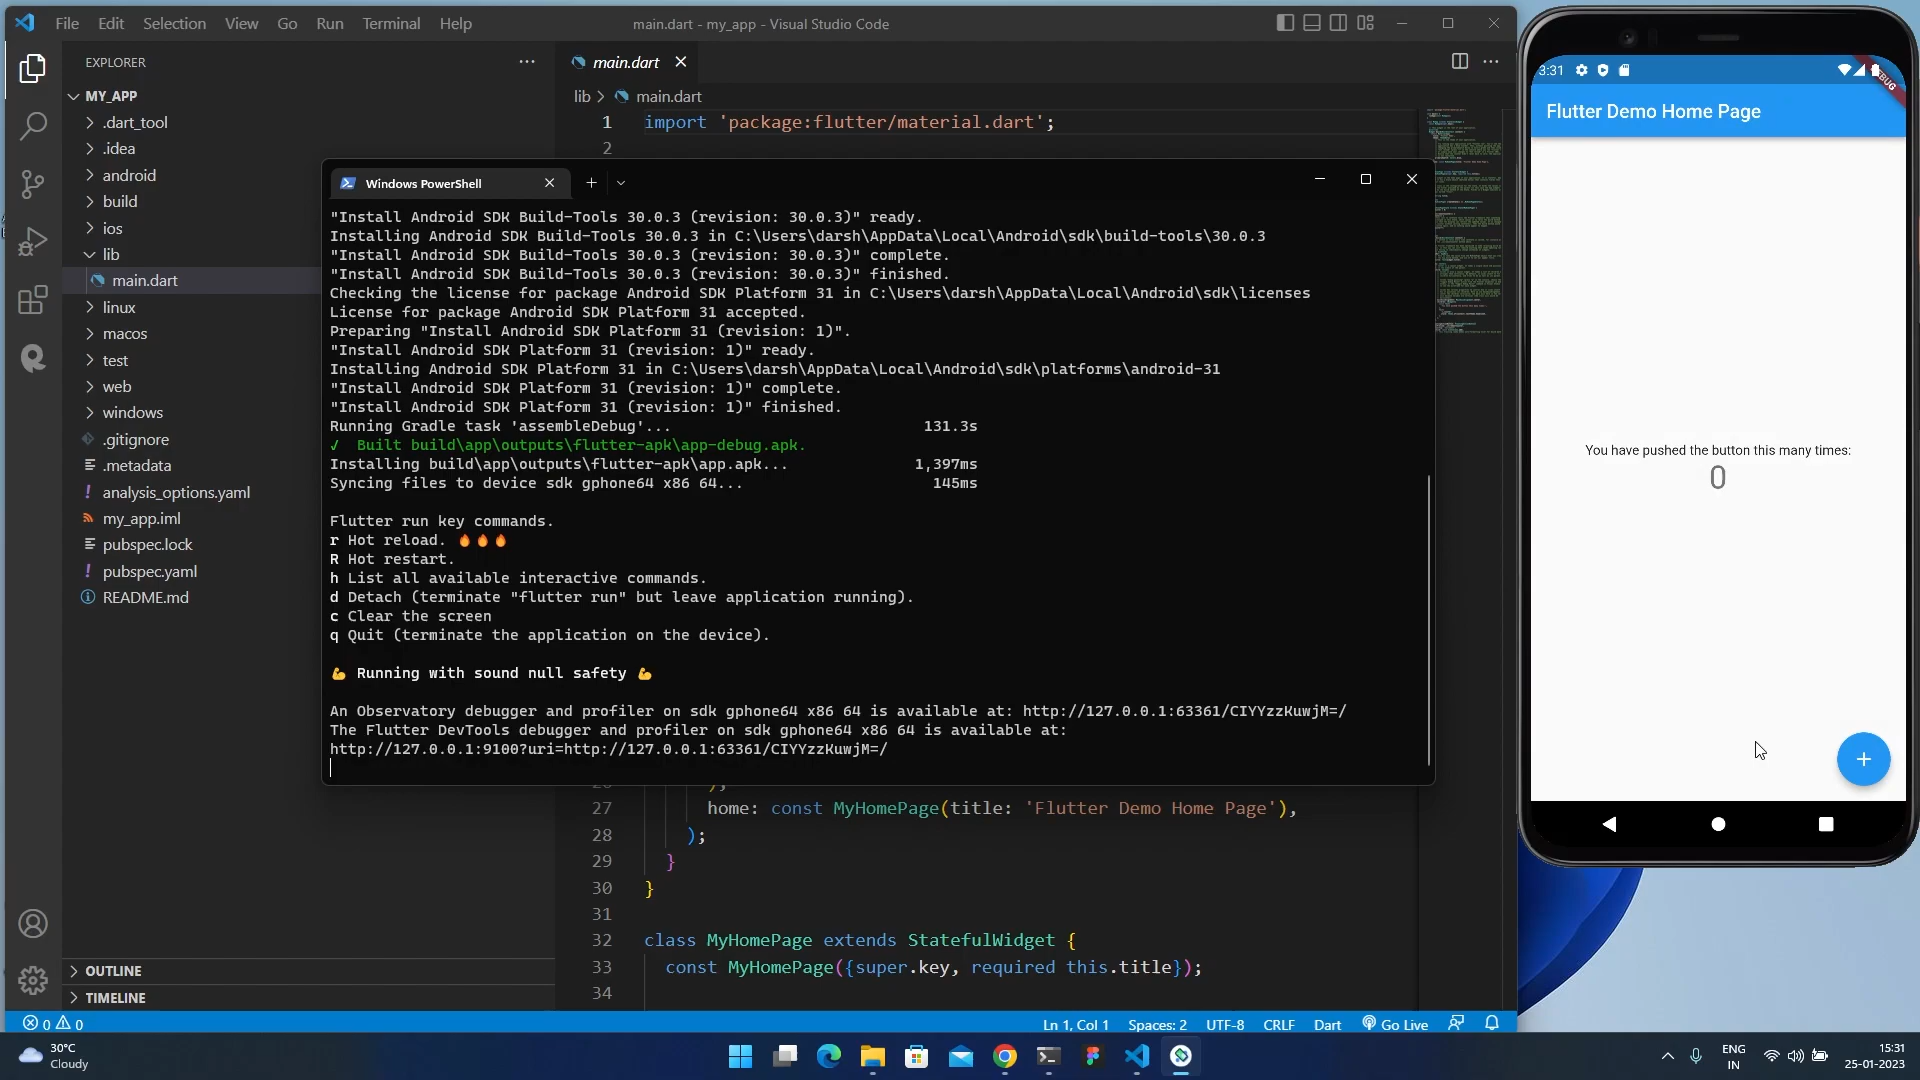 File Edit Selection View Go Run Terminal Help
main.dart - my_app - Visual Studio Code
EXPLORER
MY_APP
.dart_tool
.idea
android
build
ios
lib
main.dart
linux
macos
test
web
windows
.gitignore
.metadata
analysis_options.yaml
my_app.iml
pubspec.lock
pubspec.yaml
README.md
OUTLINE
TIMELINE
main.dart
lib > main.dart
1 import 'package:flutter/material.dart';
2
Windows PowerShell
"Install Android SDK Build-Tools 30.0.3 (revision: 30.0.3)" ready.
Installing Android SDK Build-Tools 30.0.3 in C:\Users\darsh\AppData\Local\Android\sdk\build-tools\30.0.3
"Install Android SDK Build-Tools 30.0.3 (revision: 30.0.3)" complete.
"Install Android SDK Build-Tools 30.0.3 (revision: 30.0.3)" finished.
Checking the license for package Android SDK Platform 31 in C:\Users\darsh\AppData\Local\Android\sdk\licenses
License for package Android SDK Platform 31 accepted.
Preparing "Install Android SDK Platform 31 (revision: 1)".
"Install Android SDK Platform 31 (revision: 1)" ready.
Installing Android SDK Platform 31 in C:\Users\darsh\AppData\Local\Android\sdk\platforms\android-31
"Install Android SDK Platform 31 (revision: 1)" complete.
"Install Android SDK Platform 31 (revision: 1)" finished.
Running Gradle task 'assembleDebug'... 131.3s
√ Built build\app\outputs\flutter-apk\app-debug.apk.
Installing build\app\outputs\flutter-apk\app.apk... 1,397ms
Syncing files to device sdk gphone64 x86 64... 145ms
Flutter run key commands.
r Hot reload. 🔥🔥🔥
R Hot restart.
h List all available interactive commands.
d Detach (terminate "flutter run" but leave application running).
c Clear the screen
q Quit (terminate the application on the device).
💪 Running with sound null safety 💪
An Observatory debugger and profiler on sdk gphone64 x86 64 is available at: http://127.0.0.1:63361/CIYYzzKuwjM=/
The Flutter DevTools debugger and profiler on sdk gphone64 x86 64 is available at:
http://127.0.0.1:9100?uri=http://127.0.0.1:63361/CIYYzzKuwjM=/
27 home: const MyHomePage(title: 'Flutter Demo Home Page'),
28 );
29 }
30 }
31
32 class MyHomePage extends StatefulWidget {
33 const MyHomePage({super.key, required this.title});
34
0 0
Ln 1, Col 1 Spaces: 2 UTF-8 CRLF Dart Go Live
3:31
Flutter Demo Home Page
You have pushed the button this many times:
0
+
30°C
Cloudy
ENG
IN
15:31
25-01-2023